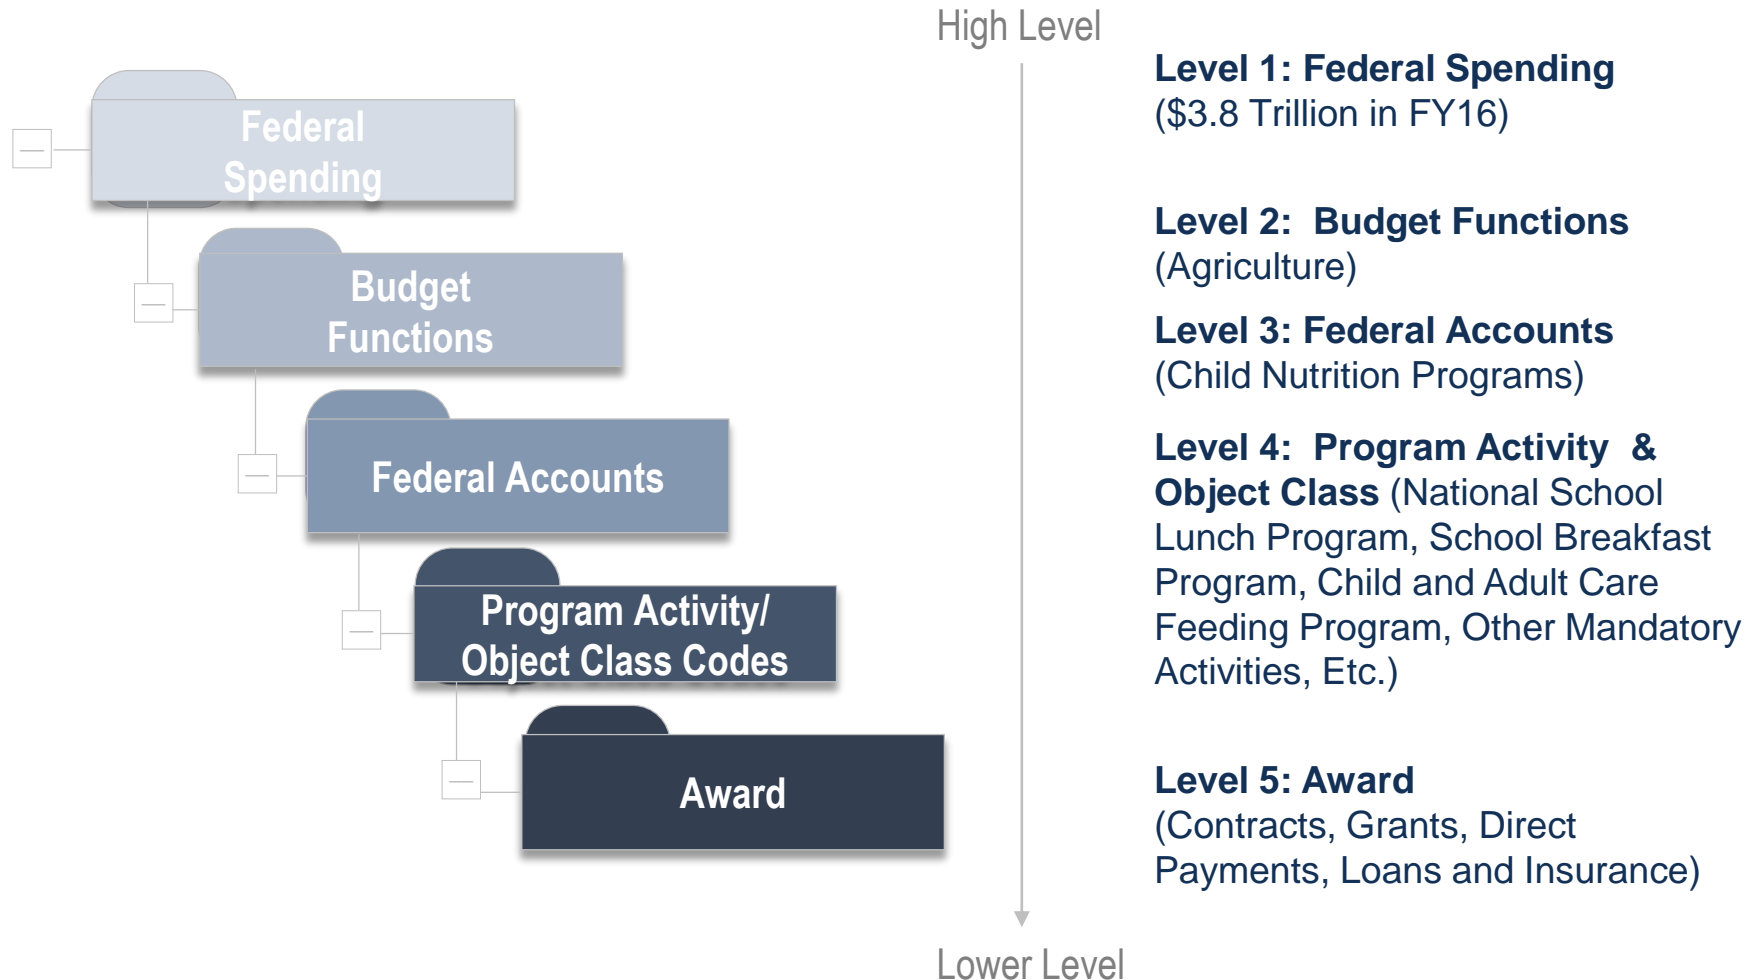 High Level
Federal
Spending
Budget
Functions
Federal Accounts
Program Activity/
Object Class Codes
Award
Lower Level
Level 1: Federal Spending
($3.8 Trillion in FY16)
Level 2:  Budget Functions
(Agriculture)
Level 3: Federal Accounts
(Child Nutrition Programs)
Level 4:  Program Activity  &
Object Class (National School
Lunch Program, School Breakfast
Program, Child and Adult Care
Feeding Program, Other Mandatory
Activities, Etc.)
Level 5: Award
(Contracts, Grants, Direct
Payments, Loans and Insurance)